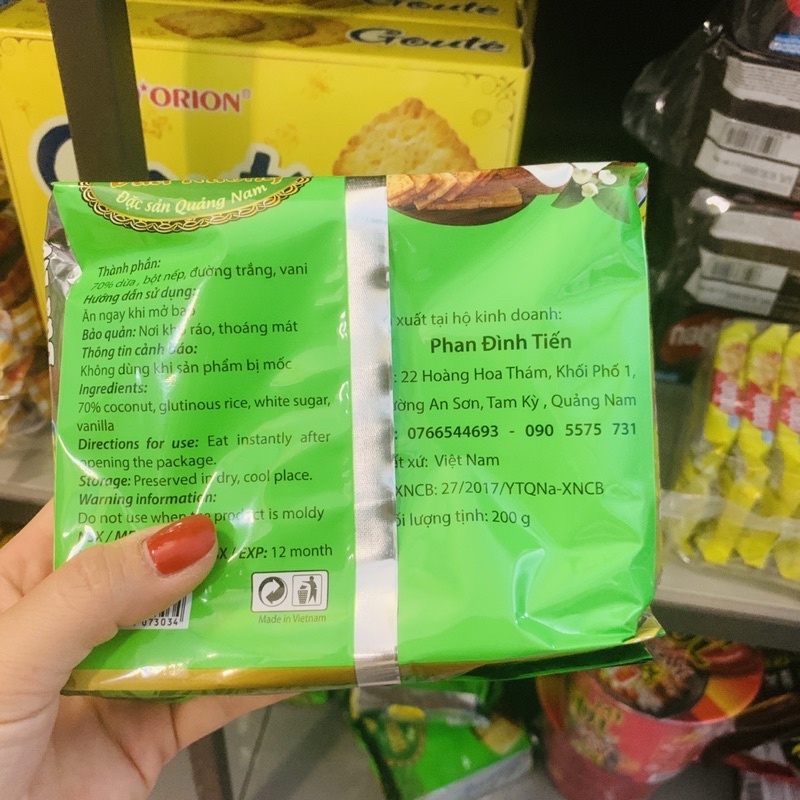 Goute
Goute
ORION®
Đặc sản Quảng Nam
Thành phần:
70% dừa, bột nếp, đường trắng, vani
Hướng dẫn sử dụng:
Ăn ngay khi mở bao
Bảo quản: Nơi khô ráo, thoáng mát
Thông tin cảnh báo:
Không dùng khi sản phẩm bị mốc
Ingredients:
70% coconut, glutinous rice, white sugar,
vanilla
Directions for use: Eat instantly after
opening the package.
Storage: Preserved in dry, cool place.
Warning information:
Do not use when product is moldy
/ EXP: 12 month
073034
Made in Vietnam
xuất tại hộ kinh doanh:
Phan Đình Tiến
: 22 Hoàng Hoa Thám, Khối Phố 1,
An Sơn, Tam Kỳ , Quảng Nam
: 0766544693 - 090 5575 731
xứ: Việt Nam
XNCB: 27/2017/YTQNa-XNCB
lượng tịnh: 200 g